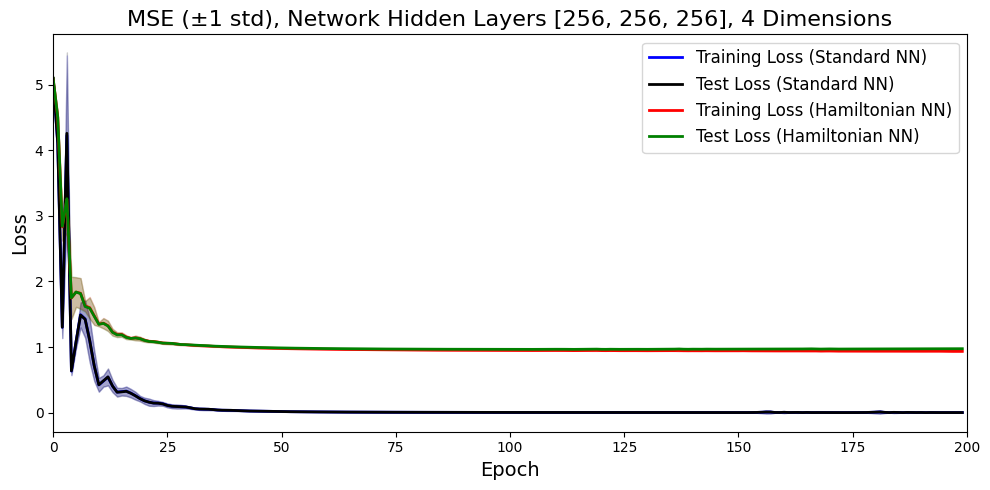 MSE (±1 std), Network Hidden Layers [256, 256, 256], 4 Dimensions
Training Loss (Standard NN)
Test Loss (Standard NN)
Training Loss (Hamiltonian NN)
Test Loss (Hamiltonian NN)
Loss
5
4
3
2
1
0
0 25 50 75 100 125 150 175 200
Epoch